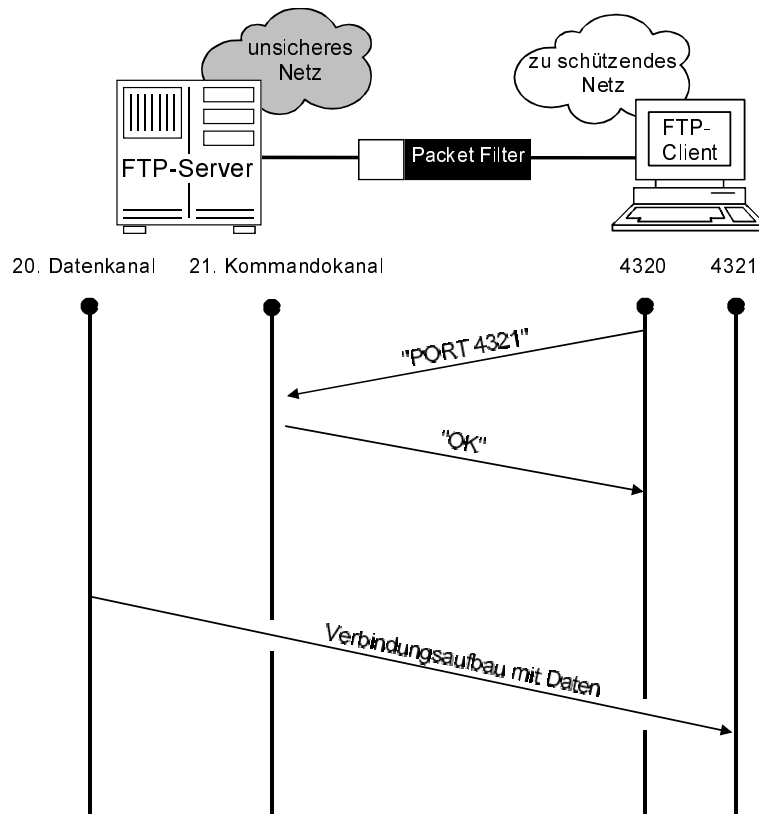 unsicheres
Netz
zu schützendes
Netz
FTP-Server
Packet Filter
FTP-
Client
20. Datenkanal
21. Kommandokanal
4320
4321
"PORT 4321"
"OK"
Verbindungsaufbau mit Daten